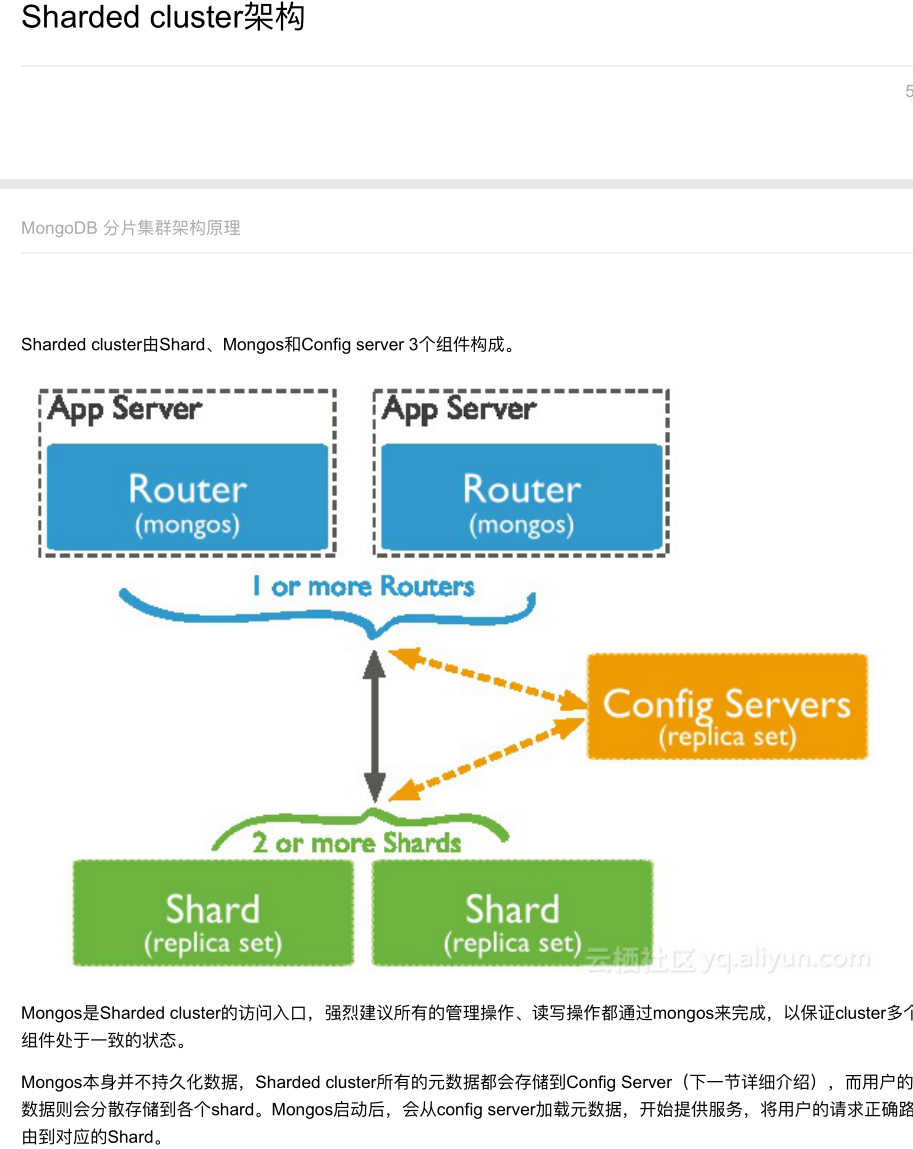 Sharded cluster架构
5
MongoDB 分片集群架构原理
Sharded cluster由Shard、Mongos和Config server 3个组件构成。
App Server
App Server
Router
(mongos)
Router
(mongos)
1 or more Routers
Config Servers
(replica set)
2 or more Shards
Shard
(replica set)
Shard
(replica set)
云栖社区 yq.aliyun.com
Mongos是Sharded cluster的访问入口，强烈建议所有的管理操作、读写操作都通过mongos来完成，以保证cluster多个
组件处于一致的状态。
Mongos本身并不持久化数据，Sharded cluster所有的元数据都会存储到Config Server（下一节详细介绍），而用户的
数据则会分散存储到各个shard。Mongos启动后，会从config server加载元数据，开始提供服务，将用户的请求正确路
由到对应的Shard。